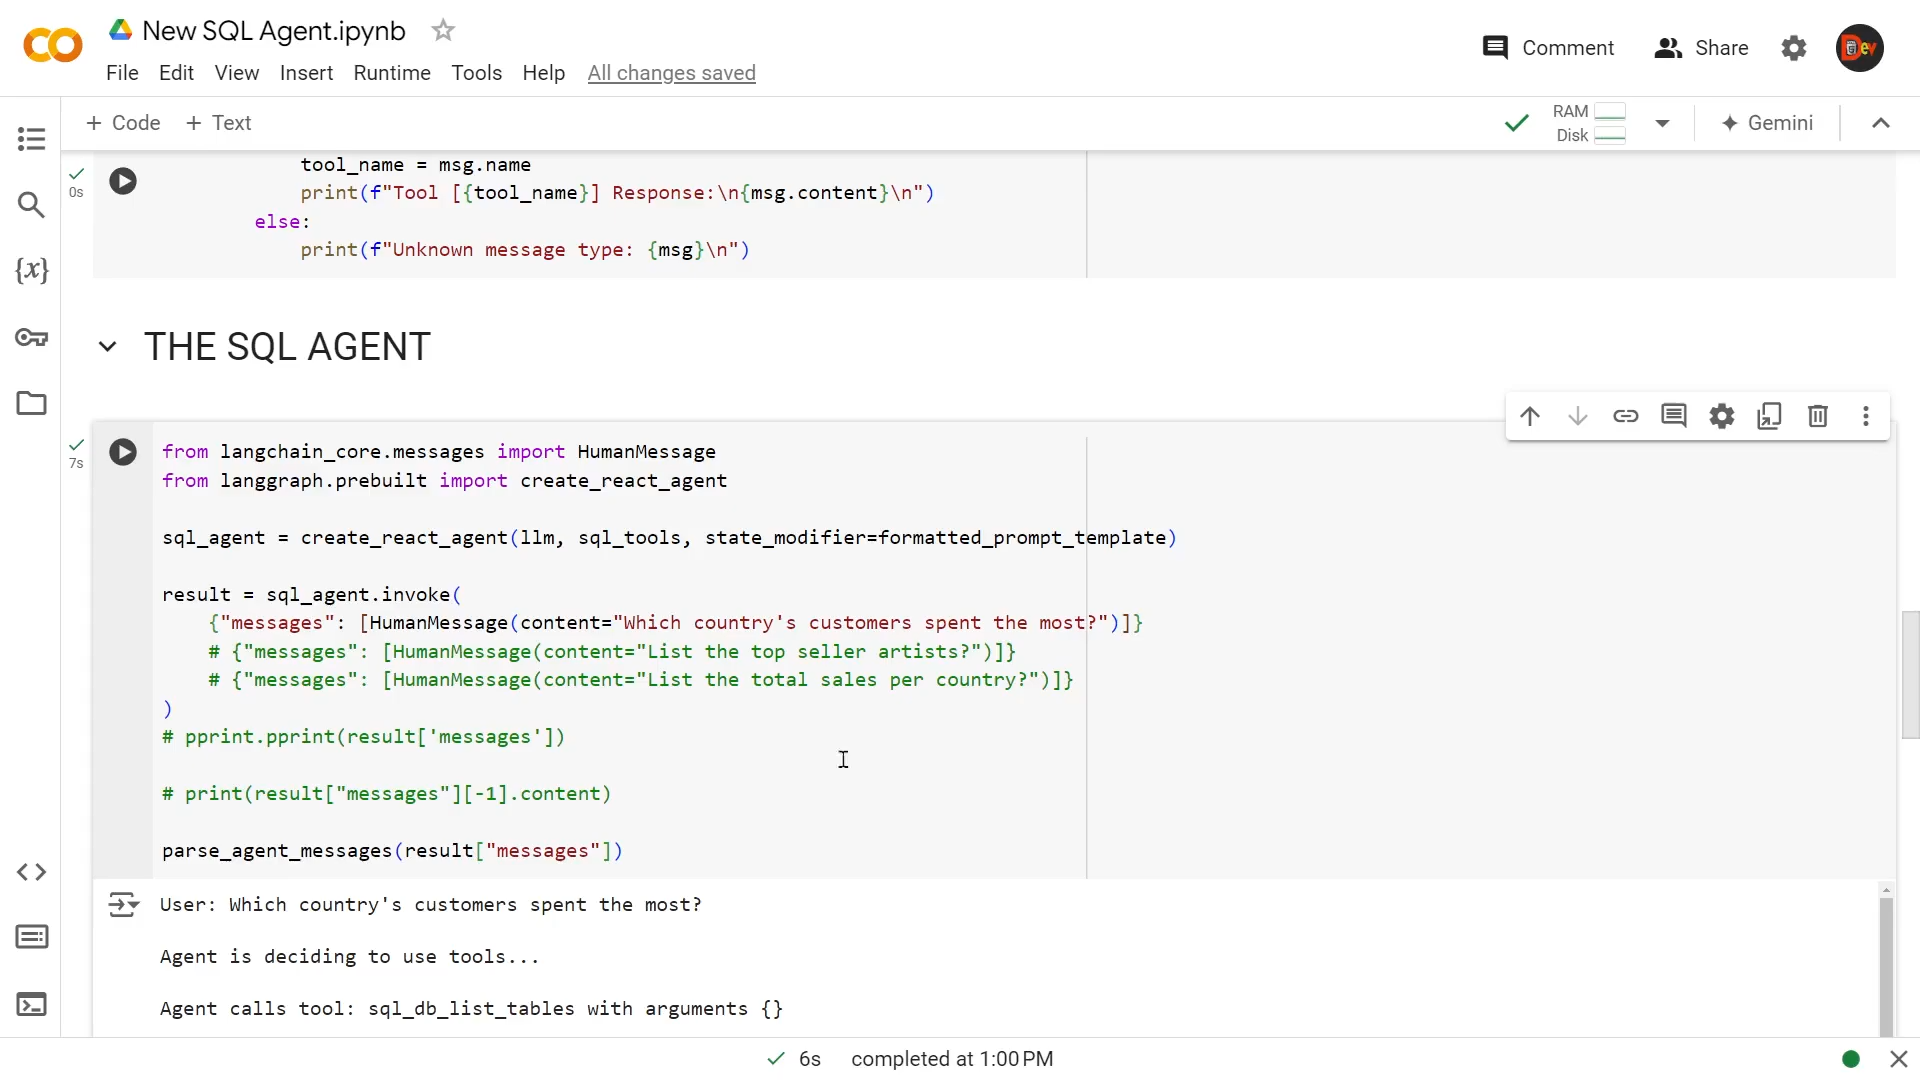 New SQL Agent.ipynb
Comment
Share
Dev
File Edit View Insert Runtime Tools Help All changes saved
+ Code + Text
RAM
Disk
Gemini
0s
tool_name = msg.name
print(f"Tool [{tool_name}] Response:\n{msg.content}\n")
else:
print(f"Unknown message type: {msg}\n")
THE SQL AGENT
7s
from langchain_core.messages import HumanMessage
from langgraph.prebuilt import create_react_agent
sql_agent = create_react_agent(llm, sql_tools, state_modifier=formatted_prompt_template)
result = sql_agent.invoke(
{"messages": [HumanMessage(content="Which country's customers spent the most?")]}
# {"messages": [HumanMessage(content="List the top seller artists?")]}
# {"messages": [HumanMessage(content="List the total sales per country?")]}
)
# pprint.pprint(result['messages'])
# print(result["messages"][-1].content)
parse_agent_messages(result["messages"])
User: Which country's customers spent the most?
Agent is deciding to use tools...
Agent calls tool: sql_db_list_tables with arguments {}
6s completed at 1:00 PM